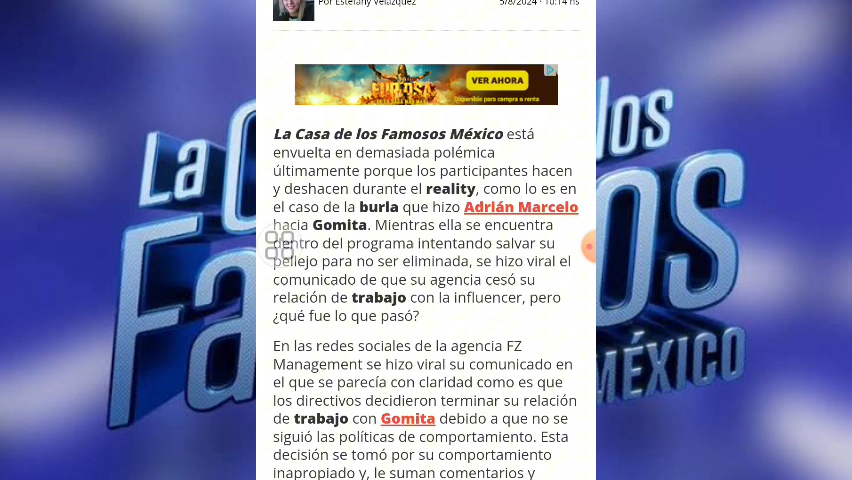 Por Estefany Velázquez
5/8/2024 · 10:14 hs
FURIOSA
VER AHORA
Disponible para compra o renta
La Casa de los Famosos México está
envuelta en demasiada polémica
últimamente porque los participantes hacen
y deshacen durante el reality, como lo es en
el caso de la burla que hizo Adrián Marcelo
hacia Gomita. Mientras ella se encuentra
dentro del programa intentando salvar su
pellejo para no ser eliminada, se hizo viral el
comunicado de que su agencia cesó su
relación de trabajo con la influencer, pero
¿qué fue lo que pasó?
En las redes sociales de la agencia FZ
Management se hizo viral su comunicado en
el que se parecía con claridad como es que
los directivos decidieron terminar su relación
de trabajo con Gomita debido a que no se
siguió las políticas de comportamiento. Esta
decisión se tomó por su comportamiento
inapropiado y, le suman comentarios y
La
Fa
los
os
MÉXICO